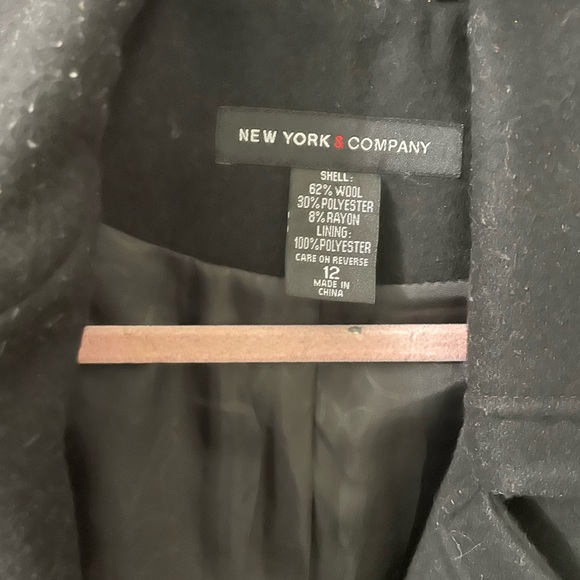 NEW YORK & COMPANY
SHELL:
62% WOOL
30% POLYESTER
8% RAYON
LINING:
100% POLYESTER
CARE ON REVERSE
12
MADE IN
CHINA